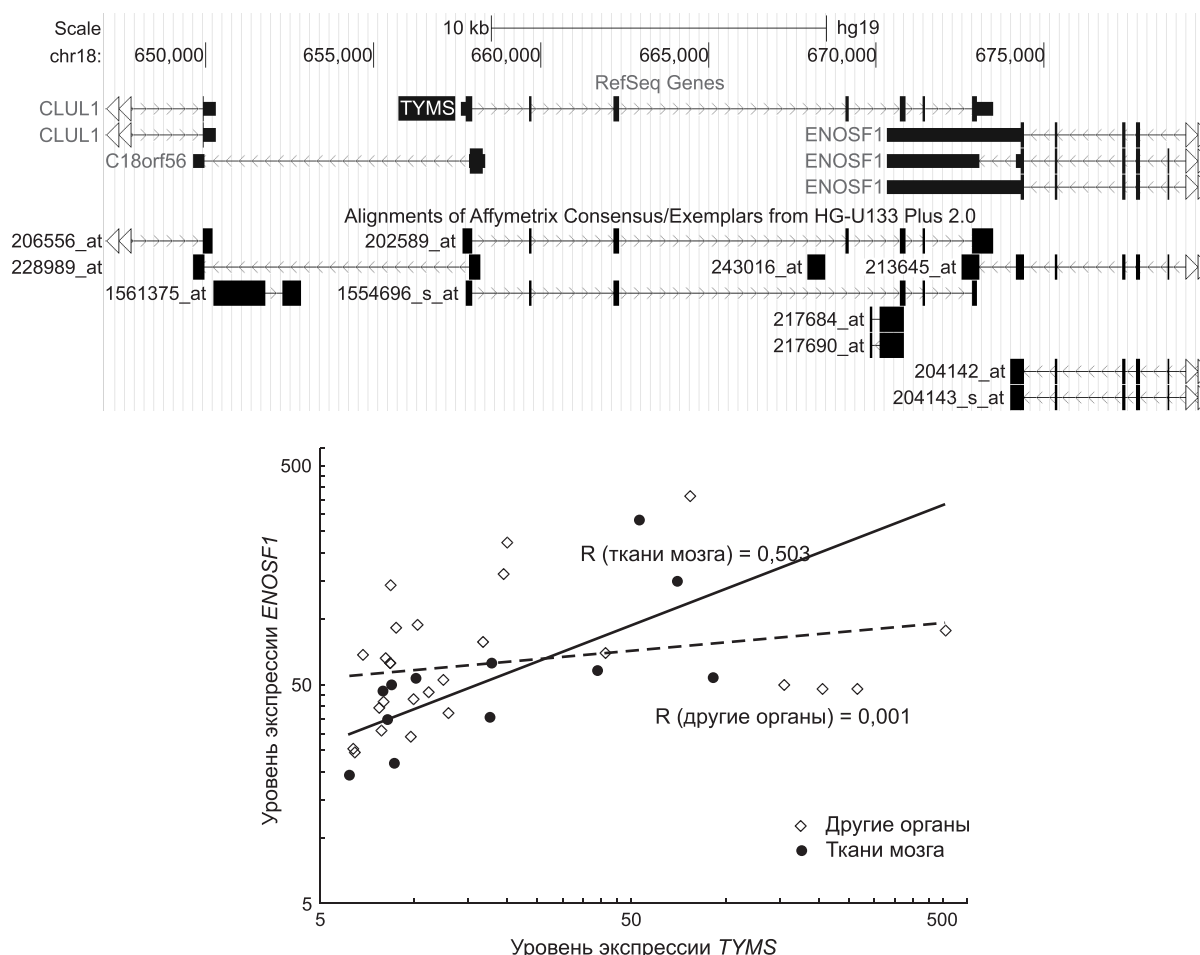 Scale 10 kb hg19
chr18: 650,000 655,000 660,000 665,000 670,000 675,000
RefSeq Genes
CLUL1 TYMS
CLUL1 ENOSF1
C18orf56 ENOSF1
ENOSF1
Alignments of Affymetrix Consensus/Exemplars from HG-U133 Plus 2.0
206556_at 202589_at
228989_at 243016_at 213645_at
1561375_at 1554696_s_at
217684_at
217690_at
204142_at
204143_s_at
500
R (ткани мозга) = 0,503
50
R (другие органы) = 0,001
Другие органы
Ткани мозга
5
5 50 500
Уровень экспрессии ENOSF1
Уровень экспрессии TYMS